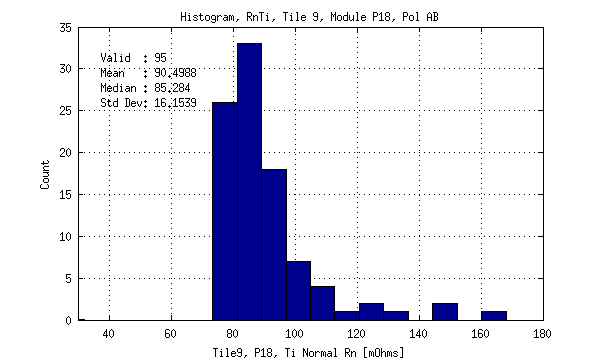 Histogram, RnTi, Tile 9, Module P18, Pol AB
35
30
25
20
15
10
5
0
Count
Valid : 95
Mean : 90.4988
Median : 85.284
Std Dev: 16.1539
40 60 80 100 120 140 160 180
Tile9, P18, Ti Normal Rn [mOhms]